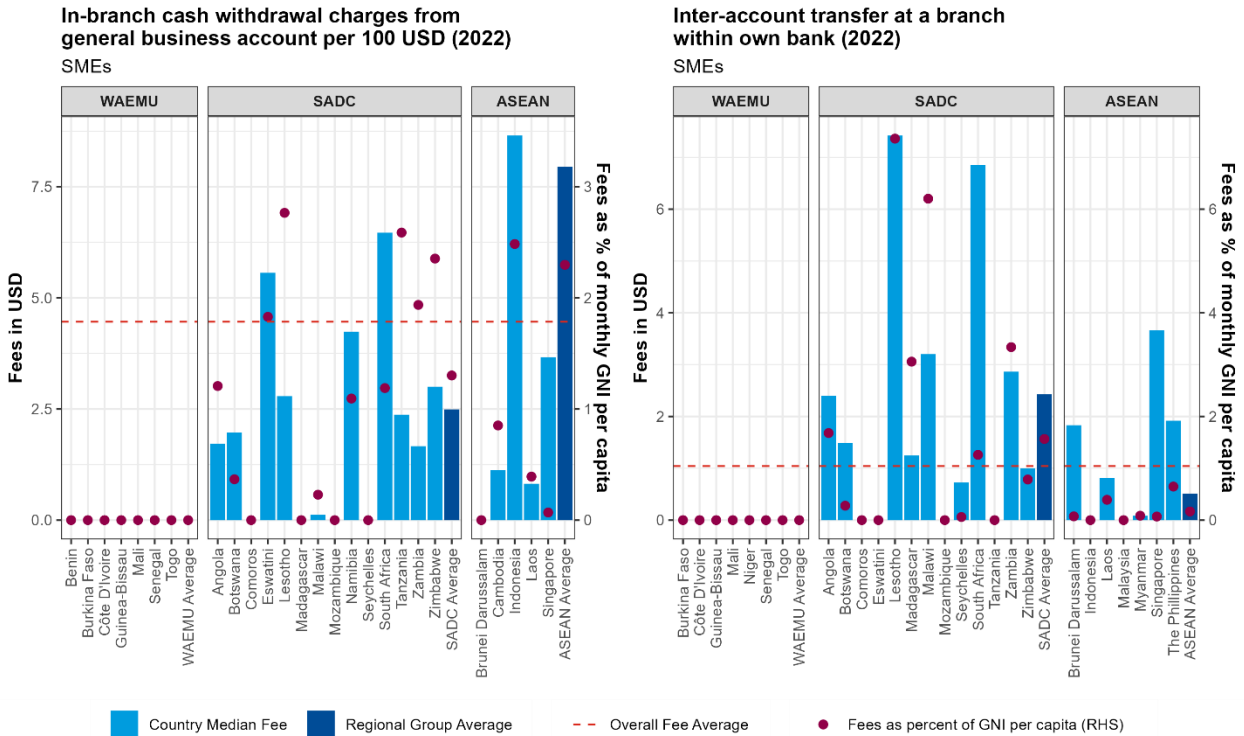 In-branch cash withdrawal charges from
general business account per 100 USD (2022)
SMEs
WAEMU
SADC
ASEAN
Fees in USD
7.5
5.0
2.5
0.0
3
2
1
0
Fees as % of monthly GNI per
capita
Benin
Burkina Faso
Côte D'Ivoire
Guinea-Bissau
Mali
Senegal
Togo
WAEMU Average
Angola
Botswana
Comoros
Eswatini
Lesotho
Madagascar
Malawi
Mozambique
Namibia
Seychelles
South Africa
Tanzania
Zambia
Zimbabwe
SADC Average
Brunei Darussalam
Cambodia
Indonesia
Laos
Singapore
ASEAN Average
Inter-account transfer at a branch
within own bank (2022)
SMEs
WAEMU
SADC
ASEAN
Fees in USD
6
4
2
0
6
4
2
0
Fees as % of monthly GNI per
capita
Burkina Faso
Côte D'Ivoire
Guinea-Bissau
Mali
Niger
Senegal
Togo
WAEMU Average
Angola
Botswana
Comoros
Eswatini
Lesotho
Madagascar
Malawi
Mozambique
Seychelles
South Africa
Tanzania
Zambia
Zimbabwe
SADC Average
Brunei Darussalam
Indonesia
Laos
Malaysia
Myanmar
Singapore
The Phillipines
ASEAN Average
Country Median Fee
Regional Group Average
Overall Fee Average
Fees as percent of GNI per capita (RHS)